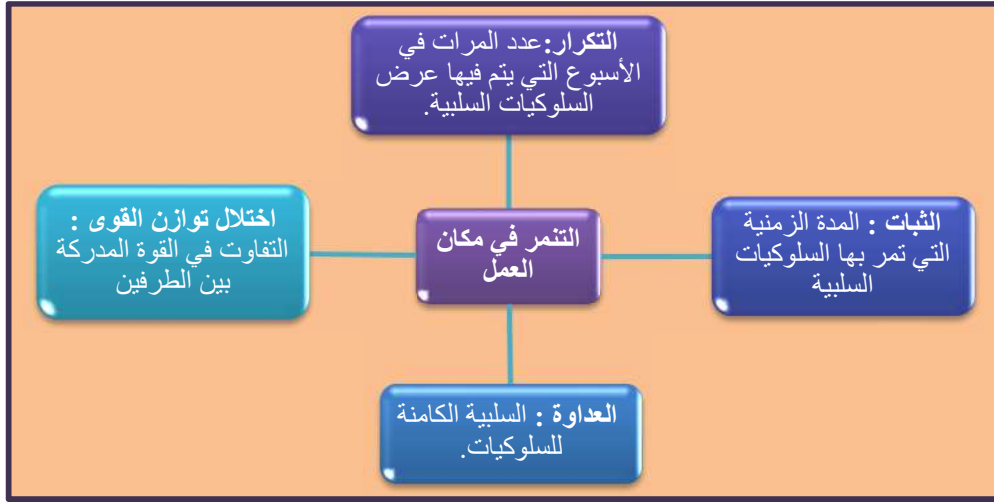 التكرار:عدد المرات في
الأسبوع التي يتم فيها عرض
السلوكيات السلبية.
الثبات : المدة الزمنية
التي تمر بها السلوكيات
السلبية
التنمر في مكان
العمل
اختلال توازن القوى :
التفاوت في القوة المدركة
بين الطرفين
العداوة : السلبية الكامنة
للسلوكيات.